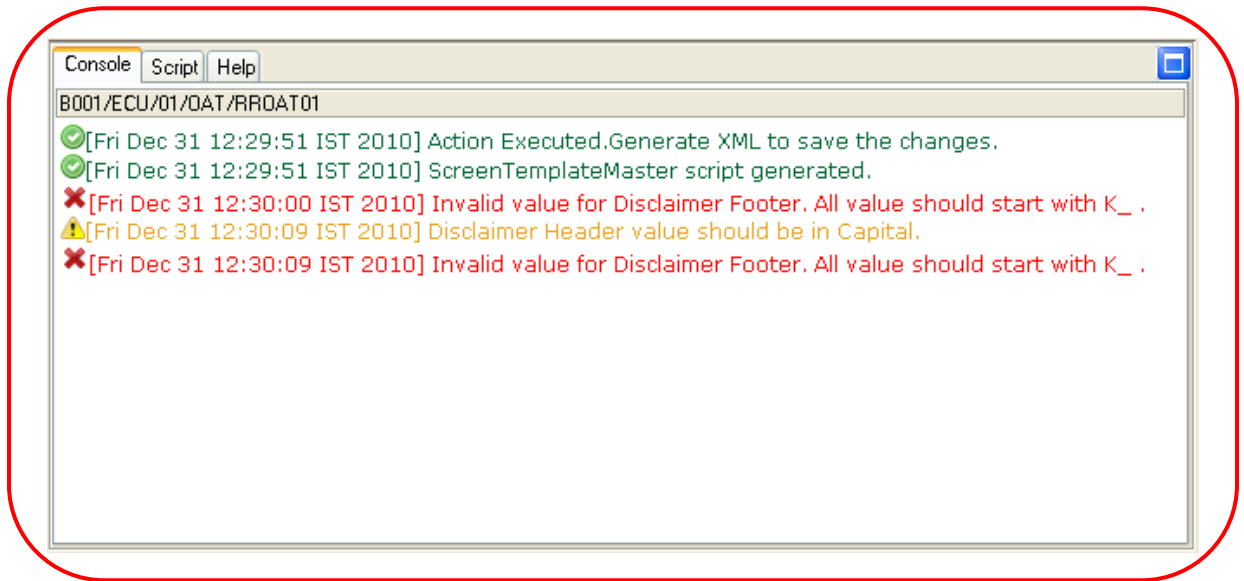 Console Script Help
B001/ECU/01/OAT/RROAT01
[Fri Dec 31 12:29:51 IST 2010] Action Executed.Generate XML to save the changes.
[Fri Dec 31 12:29:51 IST 2010] ScreenTemplateMaster script generated.
[Fri Dec 31 12:30:00 IST 2010] Invalid value for Disclaimer Footer. All value should start with K_ .
[Fri Dec 31 12:30:09 IST 2010] Disclaimer Header value should be in Capital.
[Fri Dec 31 12:30:09 IST 2010] Invalid value for Disclaimer Footer. All value should start with K_ .